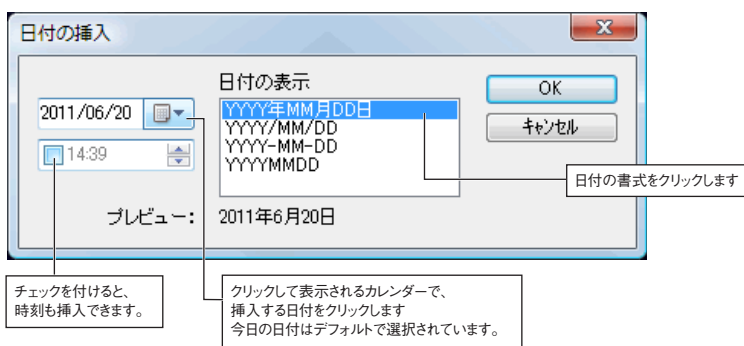 日付の挿入
日付の表示
2011/06/20
14:39
YYYY年MM月DD日
YYYY/MM/DD
YYYY-MM-DD
YYYYMMDD
OK
キャンセル
プレビュー:
2011年6月20日
日付の書式をクリックします
チェックを付けると、
時刻も挿入できます。
クリックして表示されるカレンダーで、
挿入する日付をクリックします
今日の日付はデフォルトで選択されています。